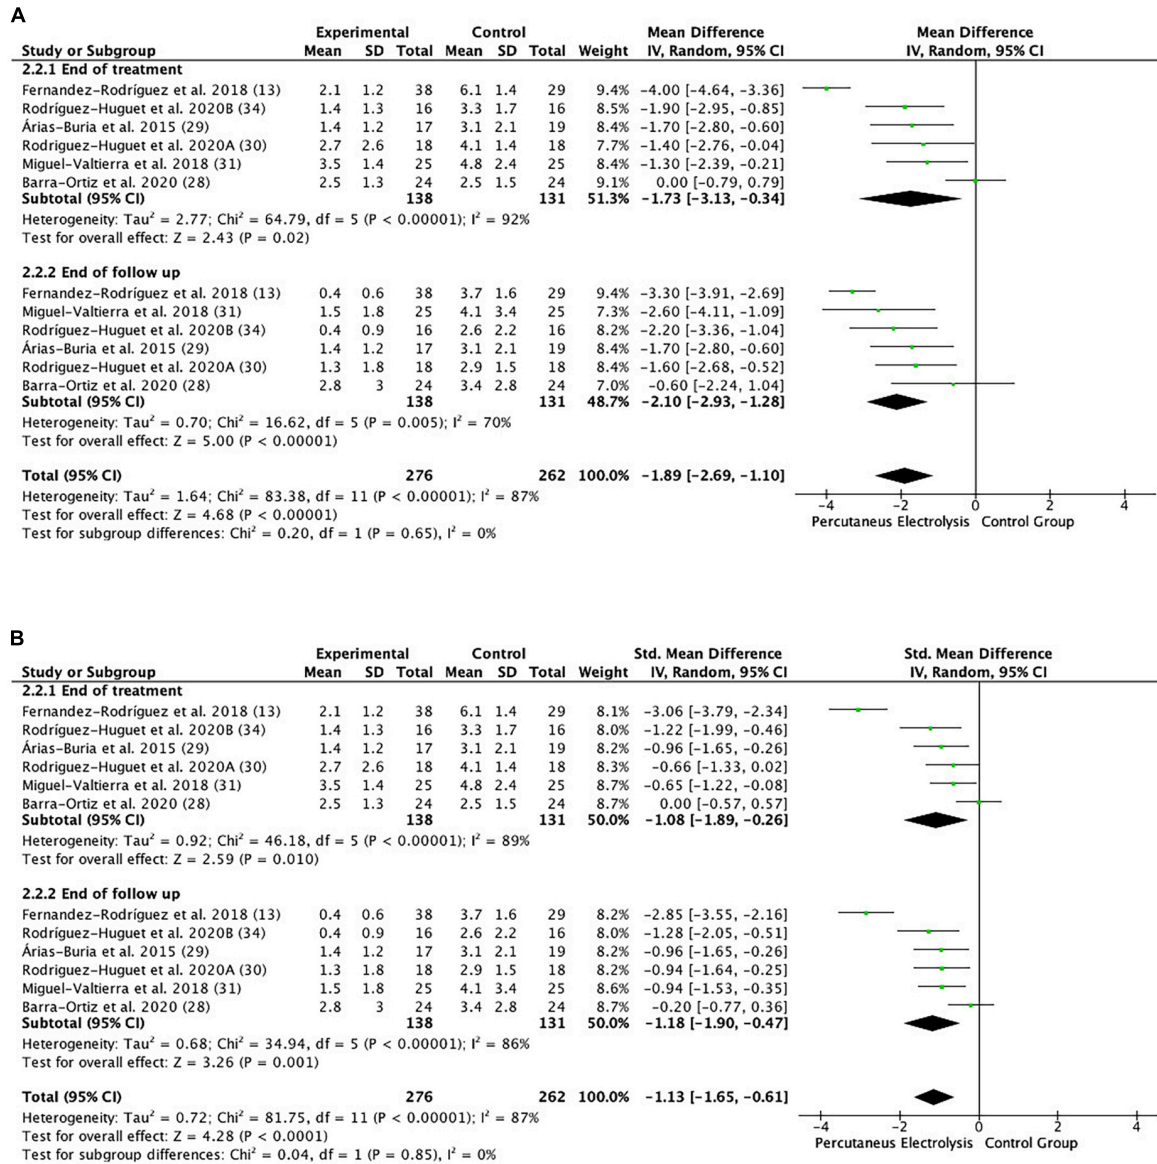 A
Experimental Control Mean Difference Mean Difference
Study or Subgroup Mean SD Total Mean SD Total Weight IV, Random, 95% CI IV, Random, 95% CI
2.2.1 End of treatment
Fernandez–Rodríguez et al. 2018 (13) 2.1 1.2 38 6.1 1.4 29 9.4% −4.00 [−4.64, −3.36]
Rodríguez–Huguet et al. 2020B (34) 1.4 1.3 16 3.3 1.7 16 8.5% −1.90 [−2.95, −0.85]
Árias–Buria et al. 2015 (29) 1.4 1.2 17 3.1 2.1 19 8.4% −1.70 [−2.80, −0.60]
Rodriguez–Huguet et al. 2020A (30) 2.7 2.6 18 4.1 1.4 18 7.7% −1.40 [−2.76, −0.04]
Miguel–Valtierra et al. 2018 (31) 3.5 1.4 25 4.8 2.4 25 8.4% −1.30 [−2.39, −0.21]
Barra–Ortiz et al. 2020 (28) 2.5 1.3 24 2.5 1.5 24 9.1% 0.00 [−0.79, 0.79]
Subtotal (95% CI) 138 131 51.3% −1.73 [−3.13, −0.34]
Heterogeneity: Tau² = 2.77; Chi² = 64.79, df = 5 (P < 0.00001); I² = 92%
Test for overall effect: Z = 2.43 (P = 0.02)
2.2.2 End of follow up
Fernandez–Rodríguez et al. 2018 (13) 0.4 0.6 38 3.7 1.6 29 9.4% −3.30 [−3.91, −2.69]
Miguel–Valtierra et al. 2018 (31) 1.5 1.8 25 4.1 3.4 25 7.3% −2.60 [−4.11, −1.09]
Rodríguez–Huguet et al. 2020B (34) 0.4 0.9 16 2.6 2.2 16 8.2% −2.20 [−3.36, −1.04]
Árias–Buria et al. 2015 (29) 1.4 1.2 17 3.1 2.1 19 8.4% −1.70 [−2.80, −0.60]
Rodriguez–Huguet et al. 2020A (30) 1.3 1.8 18 2.9 1.5 18 8.4% −1.60 [−2.68, −0.52]
Barra–Ortiz et al. 2020 (28) 2.8 3 24 3.4 2.8 24 7.0% −0.60 [−2.24, 1.04]
Subtotal (95% CI) 138 131 48.7% −2.10 [−2.93, −1.28]
Heterogeneity: Tau² = 0.70; Chi² = 16.62, df = 5 (P = 0.005); I² = 70%
Test for overall effect: Z = 5.00 (P < 0.00001)
Total (95% CI) 276 262 100.0% −1.89 [−2.69, −1.10]
Heterogeneity: Tau² = 1.64; Chi² = 83.38, df = 11 (P < 0.00001); I² = 87%
Test for overall effect: Z = 4.68 (P < 0.00001)
Test for subgroup differences: Chi² = 0.20, df = 1 (P = 0.65), I² = 0%
−4 −2 0 2 4
Percutaneus Electrolysis Control Group
B
Experimental Control Std. Mean Difference Std. Mean Difference
Study or Subgroup Mean SD Total Mean SD Total Weight IV, Random, 95% CI IV, Random, 95% CI
2.2.1 End of treatment
Fernandez–Rodríguez et al. 2018 (13) 2.1 1.2 38 6.1 1.4 29 8.1% −3.06 [−3.79, −2.34]
Rodríguez–Huguet et al. 2020B (34) 1.4 1.3 16 3.3 1.7 16 8.0% −1.22 [−1.99, −0.46]
Árias–Buria et al. 2015 (29) 1.4 1.2 17 3.1 2.1 19 8.2% −0.96 [−1.65, −0.26]
Rodriguez–Huguet et al. 2020A (30) 2.7 2.6 18 4.1 1.4 18 8.3% −0.66 [−1.33, 0.02]
Miguel–Valtierra et al. 2018 (31) 3.5 1.4 25 4.8 2.4 25 8.7% −0.65 [−1.22, −0.08]
Barra–Ortiz et al. 2020 (28) 2.5 1.3 24 2.5 1.5 24 8.7% 0.00 [−0.57, 0.57]
Subtotal (95% CI) 138 131 50.0% −1.08 [−1.89, −0.26]
Heterogeneity: Tau² = 0.92; Chi² = 46.18, df = 5 (P < 0.00001); I² = 89%
Test for overall effect: Z = 2.59 (P = 0.010)
2.2.2 End of follow up
Fernandez–Rodríguez et al. 2018 (13) 0.4 0.6 38 3.7 1.6 29 8.2% −2.85 [−3.55, −2.16]
Rodríguez–Huguet et al. 2020B (34) 0.4 0.9 16 2.6 2.2 16 8.0% −1.28 [−2.05, −0.51]
Árias–Buria et al. 2015 (29) 1.4 1.2 17 3.1 2.1 19 8.2% −0.96 [−1.65, −0.26]
Rodriguez–Huguet et al. 2020A (30) 1.3 1.8 18 2.9 1.5 18 8.2% −0.94 [−1.64, −0.25]
Miguel–Valtierra et al. 2018 (31) 1.5 1.8 25 4.1 3.4 25 8.6% −0.94 [−1.53, −0.35]
Barra–Ortiz et al. 2020 (28) 2.8 3 24 3.4 2.8 24 8.7% −0.20 [−0.77, 0.36]
Subtotal (95% CI) 138 131 50.0% −1.18 [−1.90, −0.47]
Heterogeneity: Tau² = 0.68; Chi² = 34.94, df = 5 (P < 0.00001); I² = 86%
Test for overall effect: Z = 3.26 (P = 0.001)
Total (95% CI) 276 262 100.0% −1.13 [−1.65, −0.61]
Heterogeneity: Tau² = 0.72; Chi² = 81.75, df = 11 (P < 0.00001); I² = 87%
Test for overall effect: Z = 4.28 (P < 0.0001)
Test for subgroup differences: Chi² = 0.04, df = 1 (P = 0.85), I² = 0%
−4 −2 0 2 4
Percutaneus Electrolysis Control Group